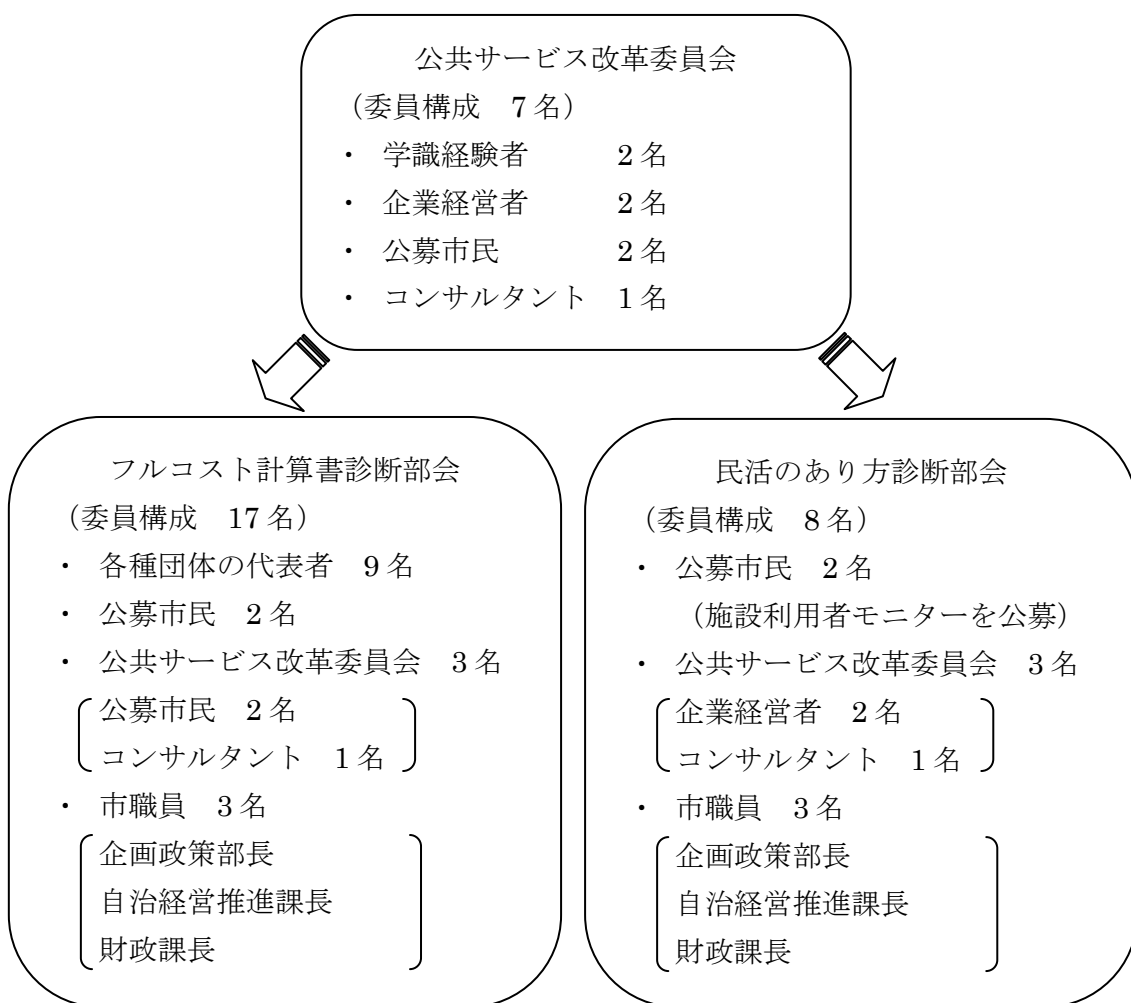 公共サービス改革委員会
（委員構成　7名）
・ 学識経験者　2名
・ 企業経営者　2名
・ 公募市民　2名
・ コンサルタント　1名
フルコスト計算書診断部会
（委員構成　17名）
・ 各種団体の代表者　9名
・ 公募市民　2名
・ 公共サービス改革委員会　3名
公募市民　2名
コンサルタント　1名
・ 市職員　3名
企画政策部長
自治経営推進課長
財政課長
民活のあり方診断部会
（委員構成　8名）
・ 公募市民　2名
（施設利用者モニターを公募）
・ 公共サービス改革委員会　3名
企業経営者　2名
コンサルタント　1名
・ 市職員　3名
企画政策部長
自治経営推進課長
財政課長